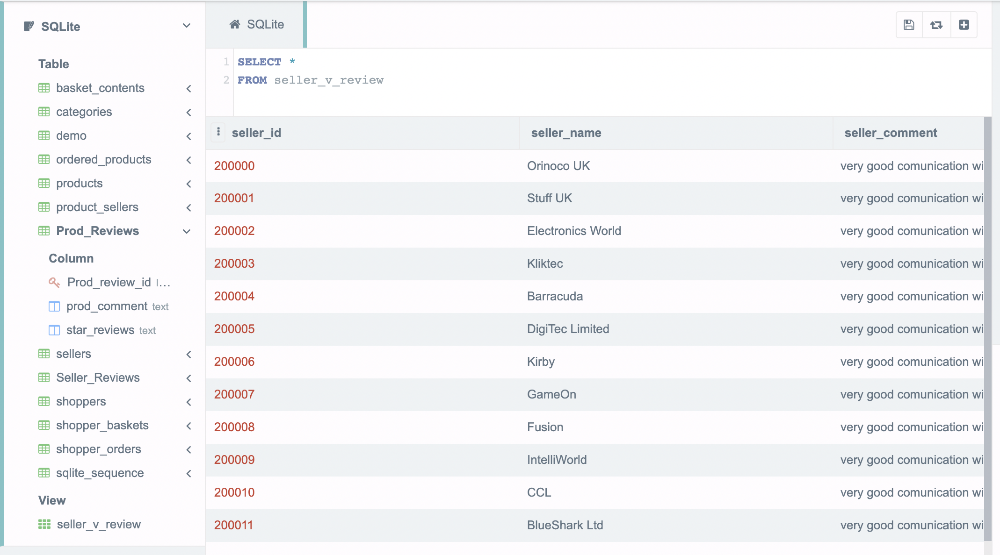 SQLite
Table
basket_contents
categories
demo
ordered_products
products
product_sellers
Prod_Reviews
Column
Prod_review_id I...
prod_comment text
star_reviews text
sellers
Seller_Reviews
shoppers
shopper_baskets
shopper_orders
sqlite_sequence
View
seller_v_review
SQLite
1 SELECT *
2 FROM seller_v_review
seller_id seller_name seller_comment
200000 Orinoco UK very good comunication wi
200001 Stuff UK very good comunication wi
200002 Electronics World very good comunication wi
200003 Kliktec very good comunication wi
200004 Barracuda very good comunication wi
200005 DigiTec Limited very good comunication wi
200006 Kirby very good comunication wi
200007 GameOn very good comunication wi
200008 Fusion very good comunication wi
200009 IntelliWorld very good comunication wi
200010 CCL very good comunication wi
200011 BlueShark Ltd very good comunication wi